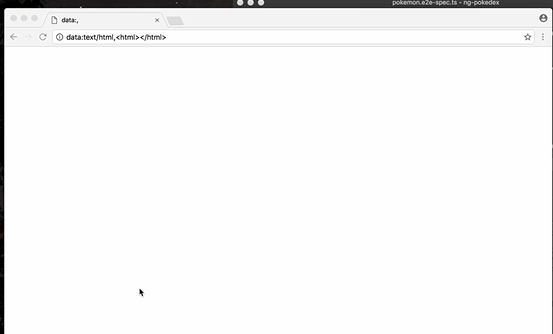 pokemon.e2e-spec.ts - ng-pokedex
data:,
data:text/html,<html></html>